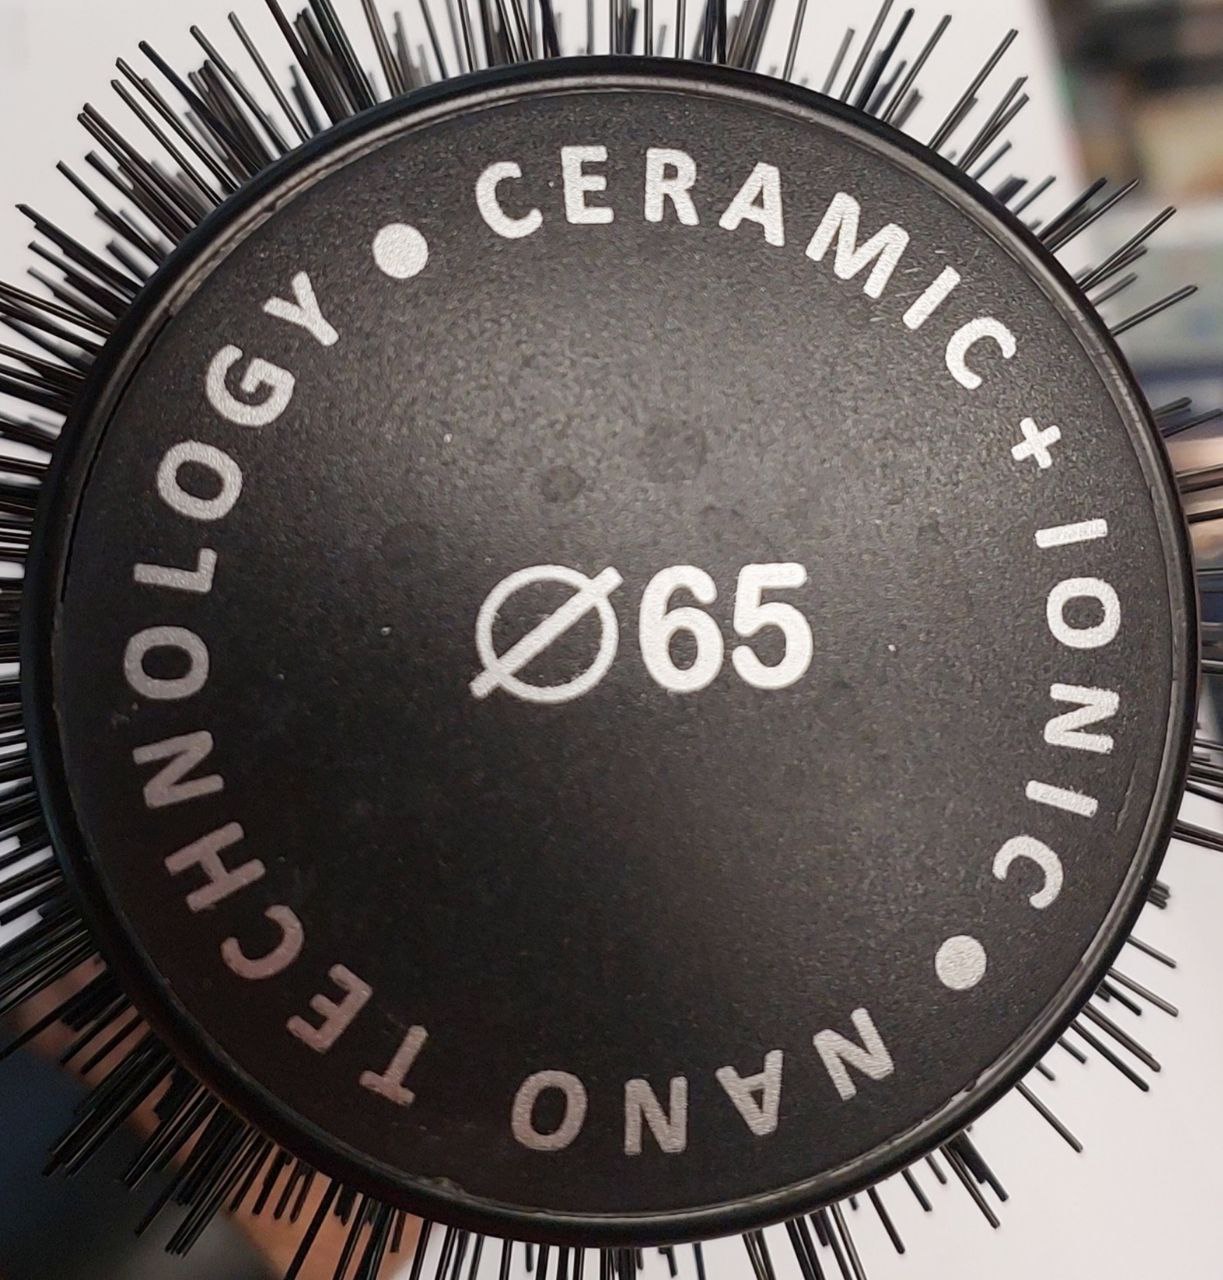 ● CERAMIC + IONIC ● NANO TECHNOLOGY
Ø65